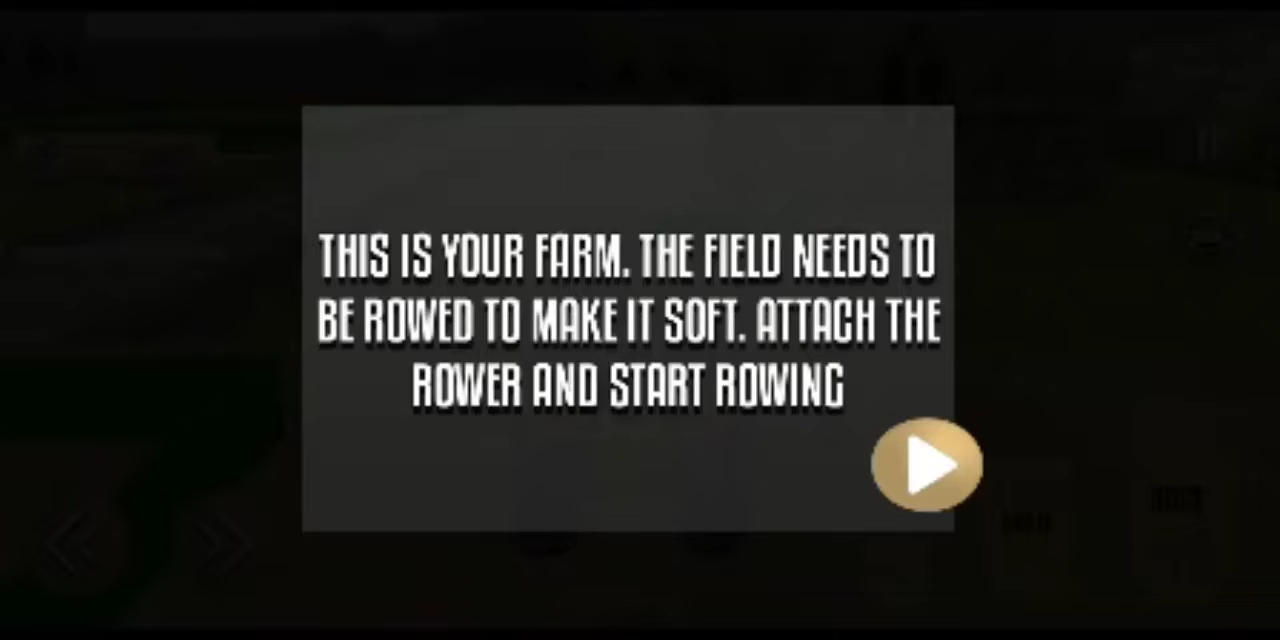 THIS IS YOUR FARM. THE FIELD NEEDS TO
BE ROWED TO MAKE IT SOFT. ATTACH THE
ROWER AND START ROWING